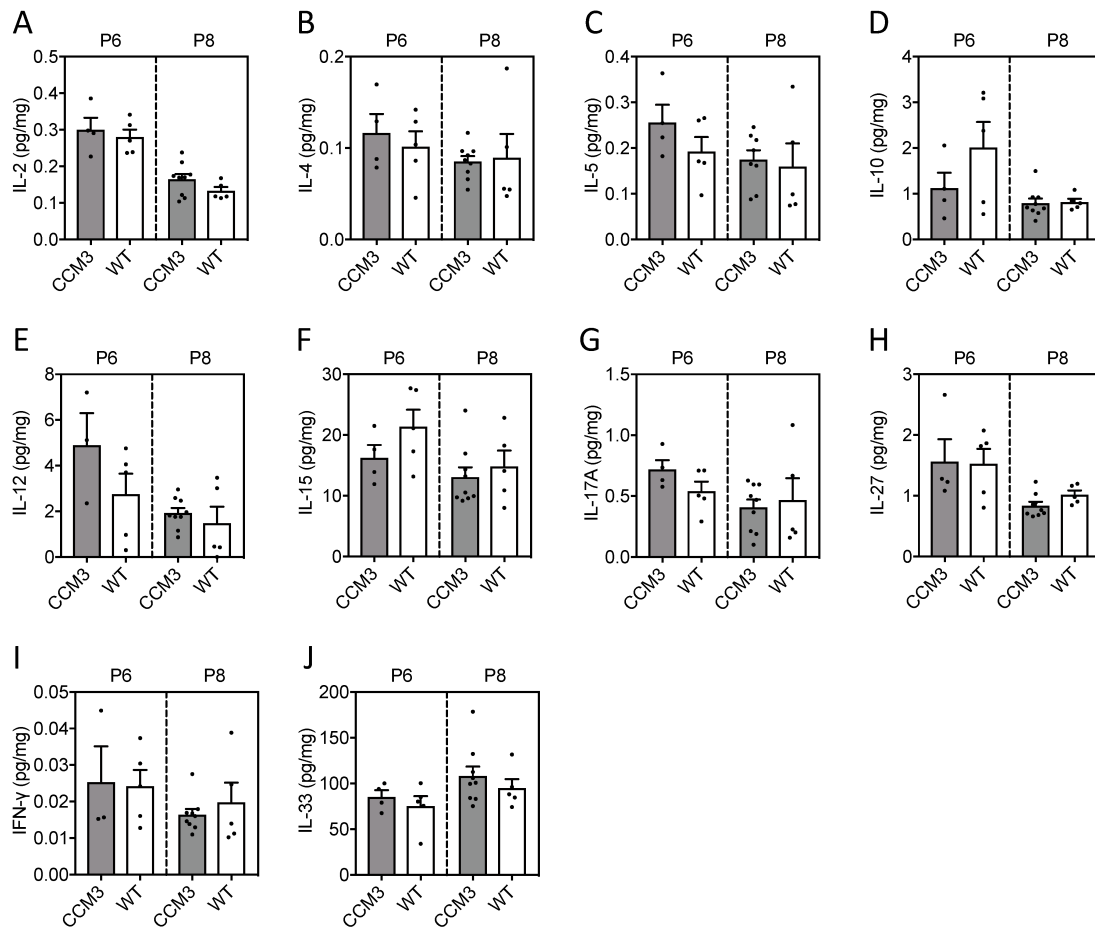 A
P6 P8
IL-2 (pg/mg)
0.5
0.4
0.3
0.2
0.1
0.0
CCM3 WT CCM3 WT
B
P6 P8
IL-4 (pg/mg)
0.2
0.1
0.0
CCM3 WT CCM3 WT
C
P6 P8
IL-5 (pg/mg)
0.4
0.3
0.2
0.1
0.0
CCM3 WT CCM3 WT
D
P6 P8
IL-10 (pg/mg)
4
3
2
1
0
CCM3 WT CCM3 WT
E
P6 P8
IL-12 (pg/mg)
8
6
4
2
0
CCM3 WT CCM3 WT
F
P6 P8
IL-15 (pg/mg)
30
20
10
0
CCM3 WT CCM3 WT
G
P6 P8
IL-17A (pg/mg)
1.5
1.0
0.5
0.0
CCM3 WT CCM3 WT
H
P6 P8
IL-27 (pg/mg)
3
2
1
0
CCM3 WT CCM3 WT
I
P6 P8
IFN-γ (pg/mg)
0.05
0.04
0.03
0.02
0.01
0.00
CCM3 WT CCM3 WT
J
P6 P8
IL-33 (pg/mg)
200
150
100
50
0
CCM3 WT CCM3 WT